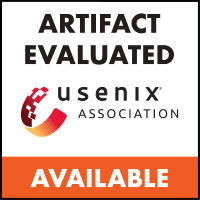 ARTIFACT
EVALUATED
usenix®
ASSOCIATION
AVAILABLE